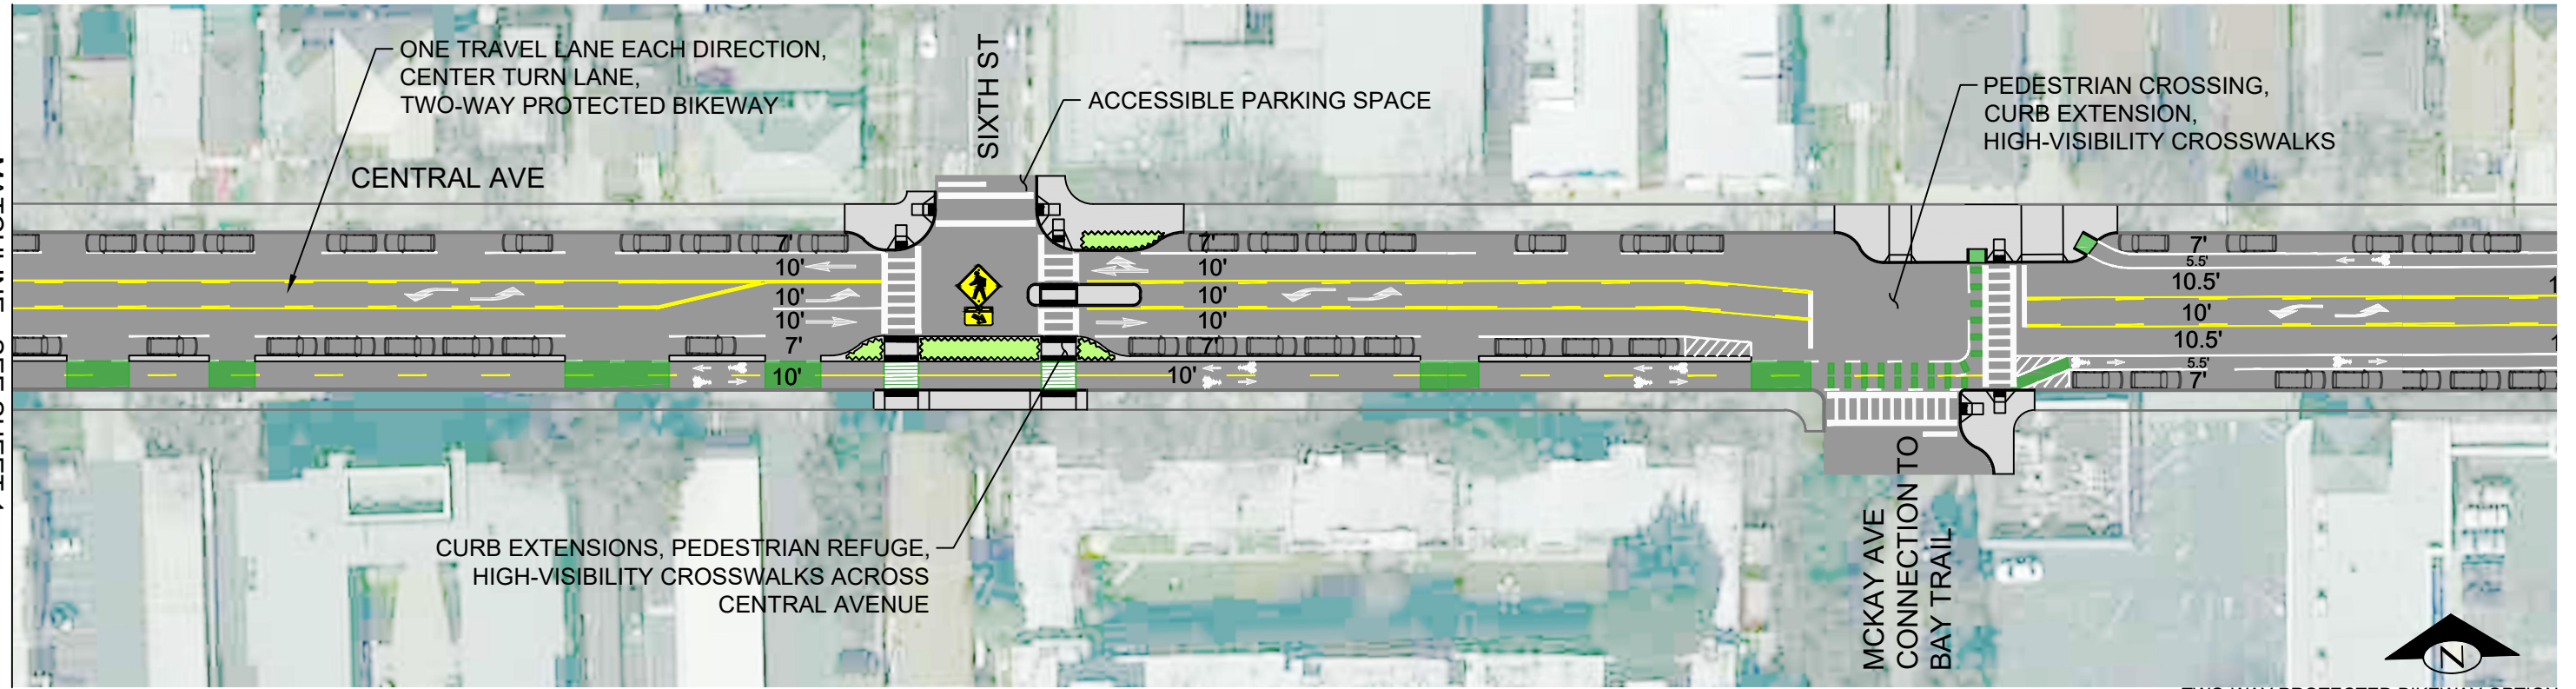 ONE TRAVEL LANE EACH DIRECTION,
CENTER TURN LANE,
TWO-WAY PROTECTED BIKEWAY
CENTRAL AVE
SIXTH ST
ACCESSIBLE PARKING SPACE
PEDESTRIAN CROSSING,
CURB EXTENSION,
HIGH-VISIBILITY CROSSWALKS
7'
10'
10'
10'
7'
10'
7'
10'
10'
10'
7'
10'
7'
5.5'
10.5'
10'
10.5'
5.5'
7'
CURB EXTENSIONS, PEDESTRIAN REFUGE,
HIGH-VISIBILITY CROSSWALKS ACROSS
CENTRAL AVENUE
MCKAY AVE
CONNECTION TO
BAY TRAIL
N